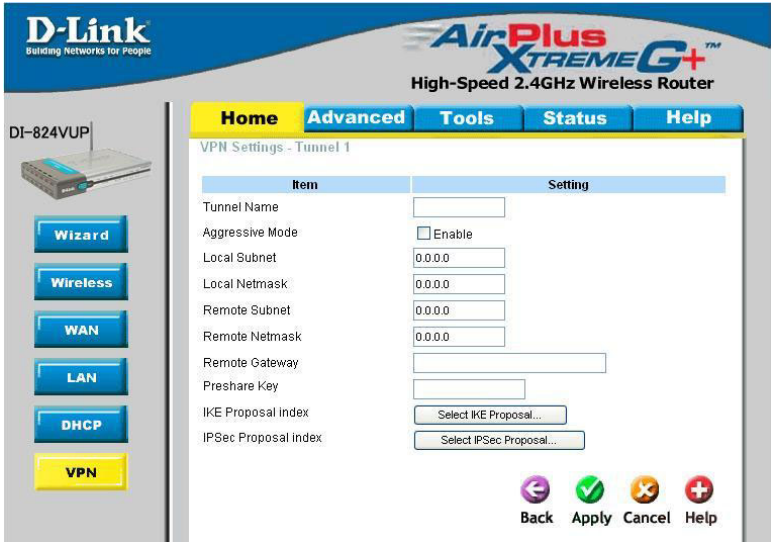 D-Link
Building Networks for People
AirPlus
XTREME G+™
High-Speed 2.4GHz Wireless Router
DI-824VUP
Home Advanced Tools Status Help
VPN Settings - Tunnel 1
Item Setting
Tunnel Name
Aggressive Mode Enable
Local Subnet 0.0.0.0
Local Netmask 0.0.0.0
Remote Subnet 0.0.0.0
Remote Netmask 0.0.0.0
Remote Gateway
Preshare Key
IKE Proposal index Select IKE Proposal...
IPSec Proposal index Select IPSec Proposal...
Wizard
Wireless
WAN
LAN
DHCP
VPN
Back Apply Cancel Help